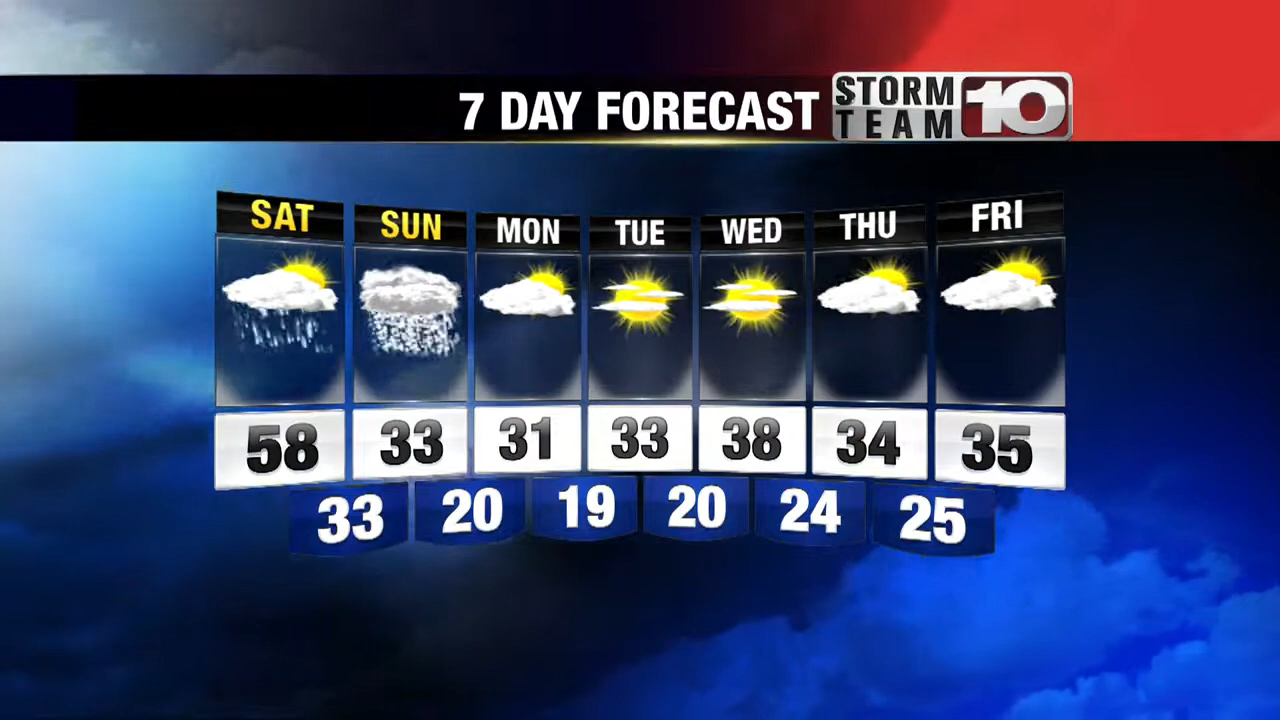 7 DAY FORECAST STORM TEAM 10
SAT SUN MON TUE WED THU FRI
58 33 31 33 38 34 35
33 20 19 20 24 25